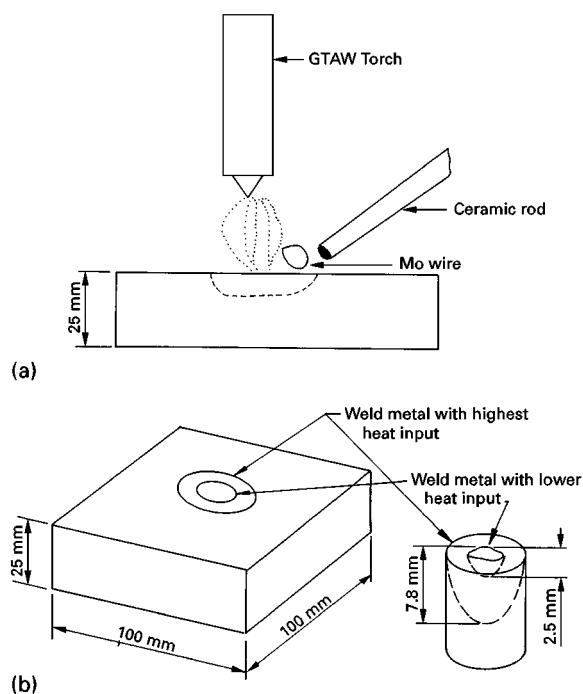 GTAW Torch
Ceramic rod
Mo wire
25 mm
(a)
Weld metal with highest
heat input
Weld metal with lower
heat input
25 mm
100 mm
100 mm
7.8 mm
2.5 mm
(b)